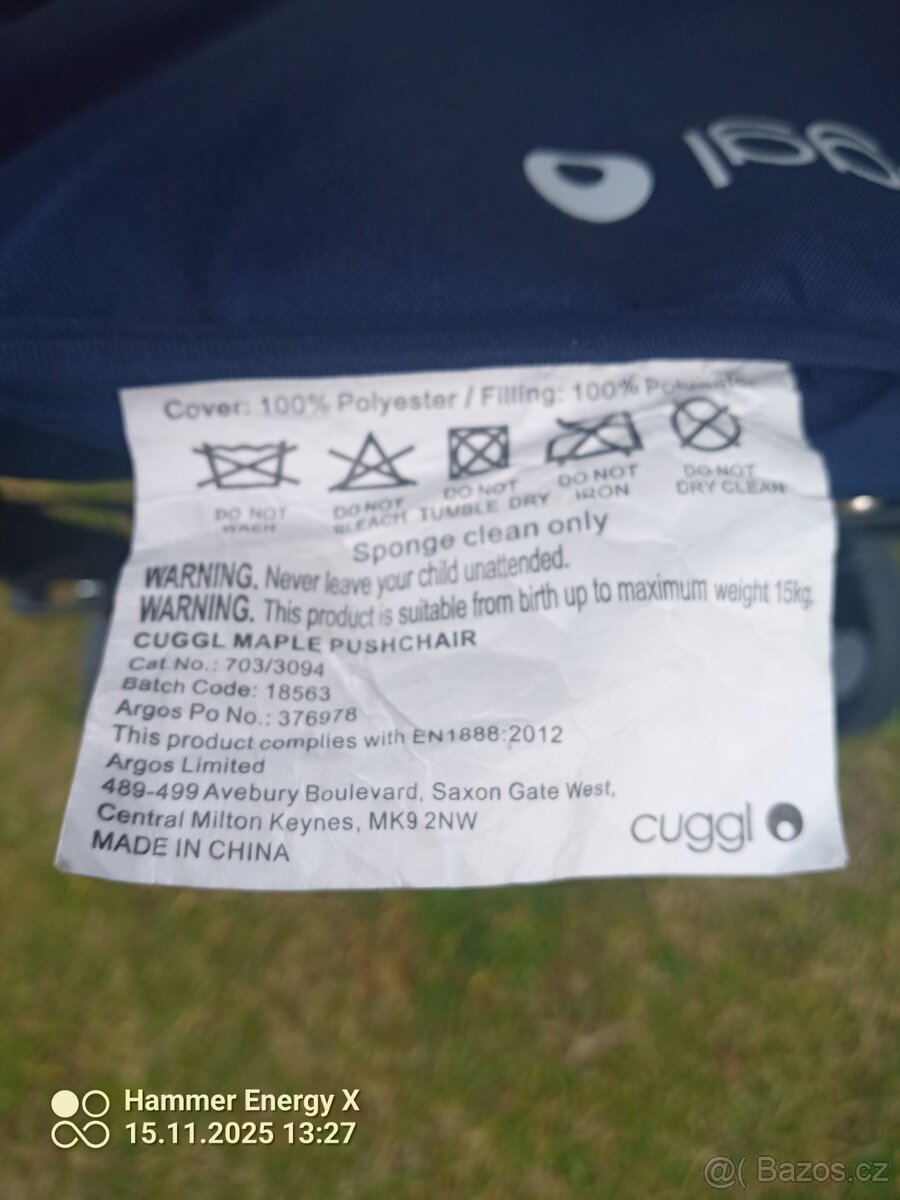 ggl
Cover: 100% Polyester / Filling: 100% Polyester
DO NOT WASH
DO NOT BLEACH
DO NOT TUMBLE DRY
DO NOT IRON
DO NOT DRY CLEAN
Sponge clean only
WARNING. Never leave your child unattended.
WARNING. This product is suitable from birth up to maximum weight 15kg.
CUGGL MAPLE PUSHCHAIR
Cat No.: 703/3094
Batch Code: 18563
Argos Po No.: 376978
This product complies with EN1888:2012
Argos Limited
489-499 Avebury Boulevard, Saxon Gate West,
Central Milton Keynes, MK9 2NW
MADE IN CHINA
cuggl
Hammer Energy X
15.11.2025 13:27
@( Bazos.cz